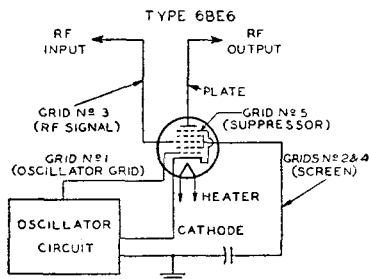 TYPE 6BE6
RF
INPUT
RF
OUTPUT
PLATE
GRID Nº 3
(RF SIGNAL)
GRID Nº 5
(SUPPRESSOR)
GRID Nº 1
(OSCILLATOR GRID)
GRIDS Nº 2&4
(SCREEN)
HEATER
CATHODE
OSCILLATOR
CIRCUIT